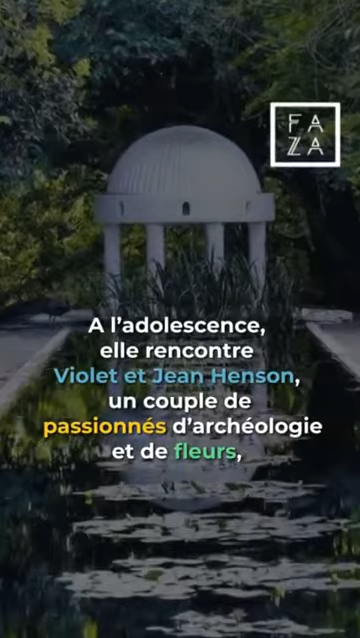 FA
ZA
A l'adolescence,
elle rencontre
Violet et Jean Henson,
un couple de
passionnés d'archéologie
et de fleurs,